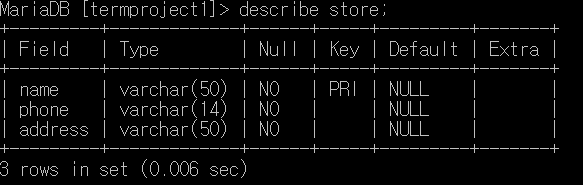 MariaDB [termproject1]> describe store;
+---------+-------------+------+-----+---------+-------+
| Field   | Type        | Null | Key | Default | Extra |
+---------+-------------+------+-----+---------+-------+
| name    | varchar(50) | NO   | PRI | NULL    |       |
| phone   | varchar(14) | NO   |     | NULL    |       |
| address | varchar(50) | NO   |     | NULL    |       |
+---------+-------------+------+-----+---------+-------+
3 rows in set (0.006 sec)